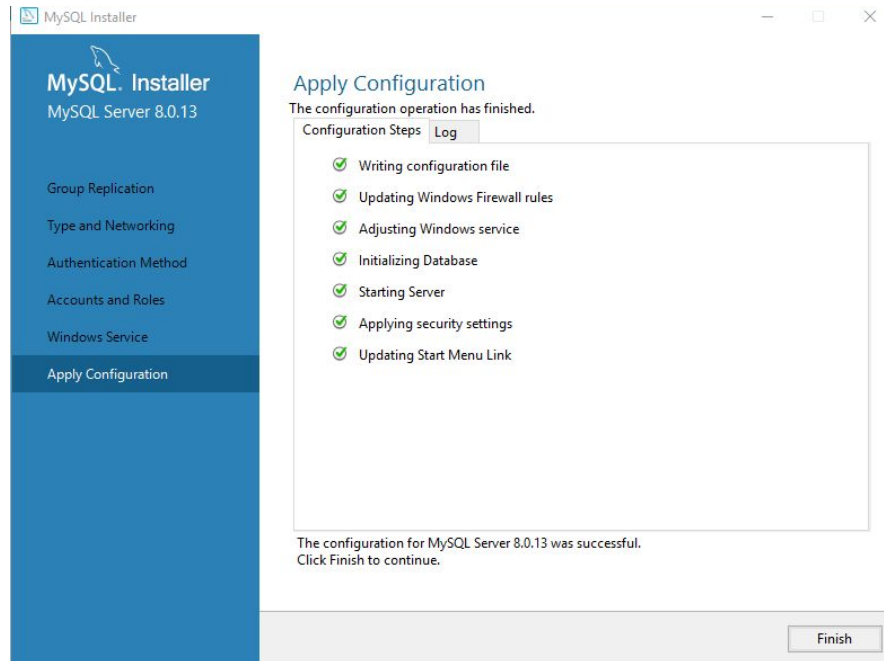 MySQL Installer
MySQL. Installer
MySQL Server 8.0.13
Group Replication
Type and Networking
Authentication Method
Accounts and Roles
Windows Service
Apply Configuration
Apply Configuration
The configuration operation has finished.
Configuration Steps Log
Writing configuration file
Updating Windows Firewall rules
Adjusting Windows service
Initializing Database
Starting Server
Applying security settings
Updating Start Menu Link
The configuration for MySQL Server 8.0.13 was successful.
Click Finish to continue.
Finish